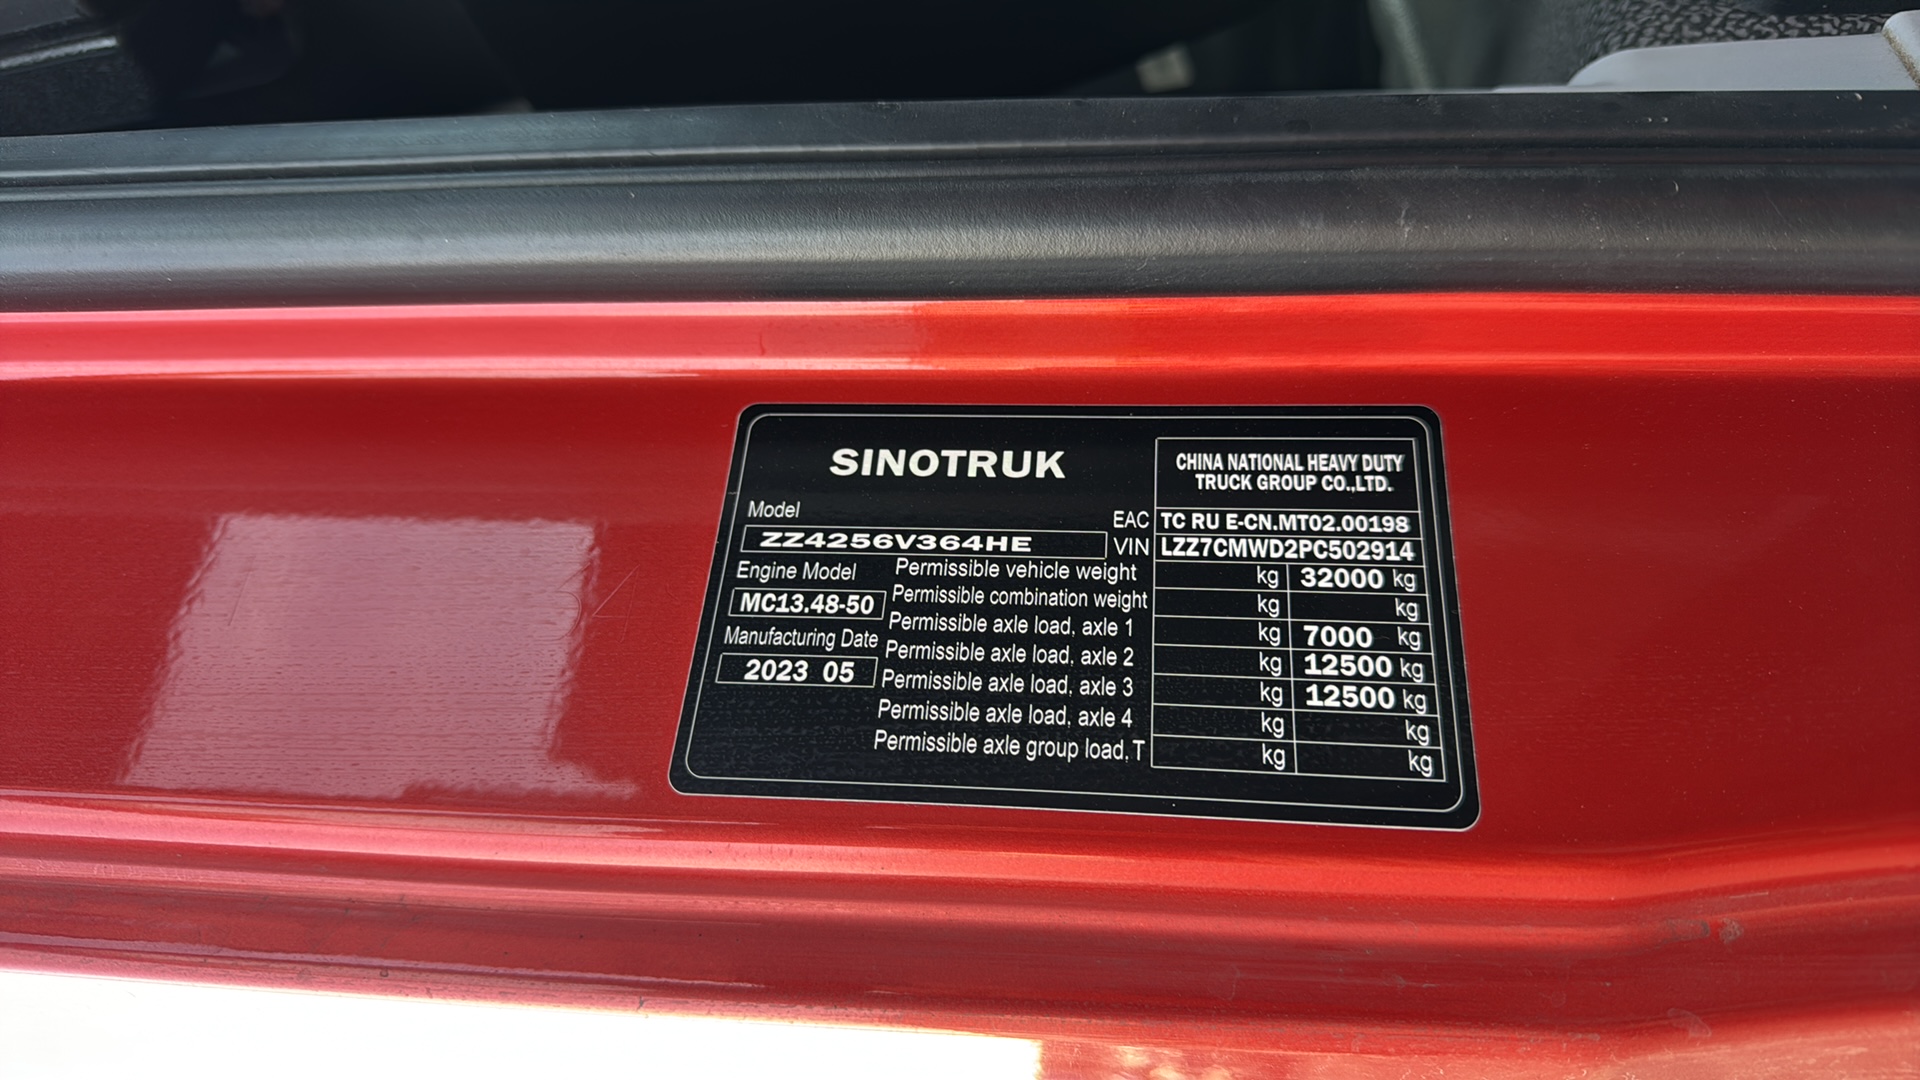 SINOTRUK
CHINA NATIONAL HEAVY DUTY
TRUCK GROUP CO.,LTD.
Model
EAC TC RU E-CN.MT02.00198
ZZ4256V364HE
VIN LZZ7CMWD2PC502914
Engine Model
MC13.48-50
Manufacturing Date
2023 05
Permissible vehicle weight kg 32000 kg
Permissible combination weight kg kg
Permissible axle load, axle 1 kg 7000 kg
Permissible axle load, axle 2 kg 12500 kg
Permissible axle load, axle 3 kg 12500 kg
Permissible axle load, axle 4 kg kg
Permissible axle group load, T kg kg